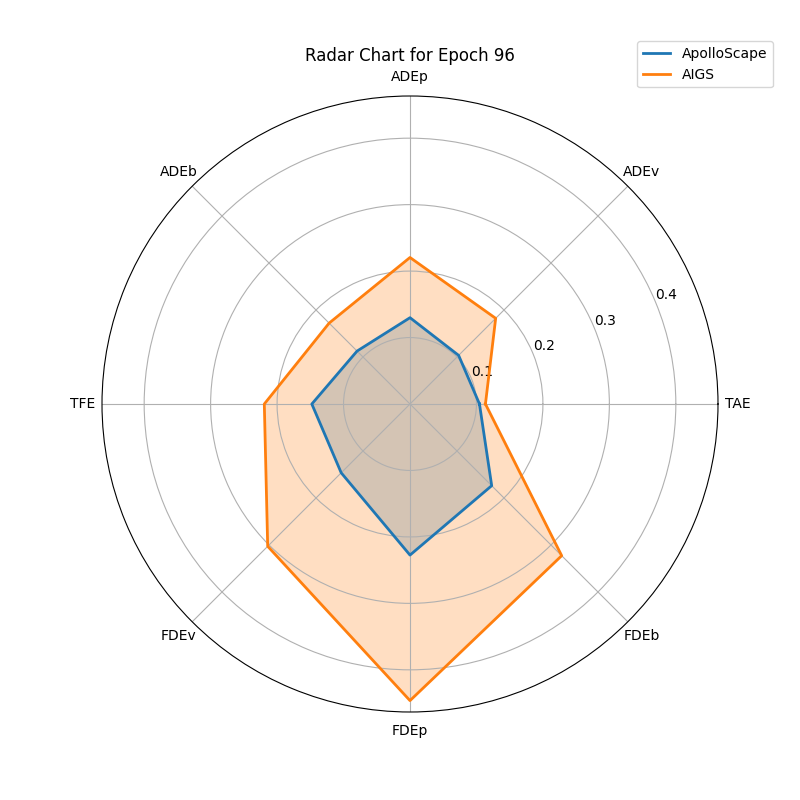 Radar Chart for Epoch 96
ApolloScape
AIGS
ADEp
ADEb
ADEv
0.4
0.3
0.2
0.1
TFE
TAE
FDEv
FDEb
FDEp